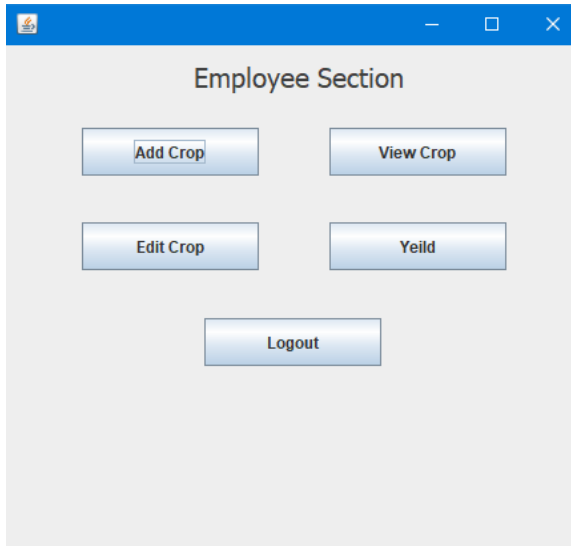 Employee Section
Add Crop
View Crop
Edit Crop
Yeild
Logout